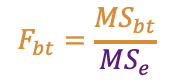 F_bt = MS_bt / MS_e